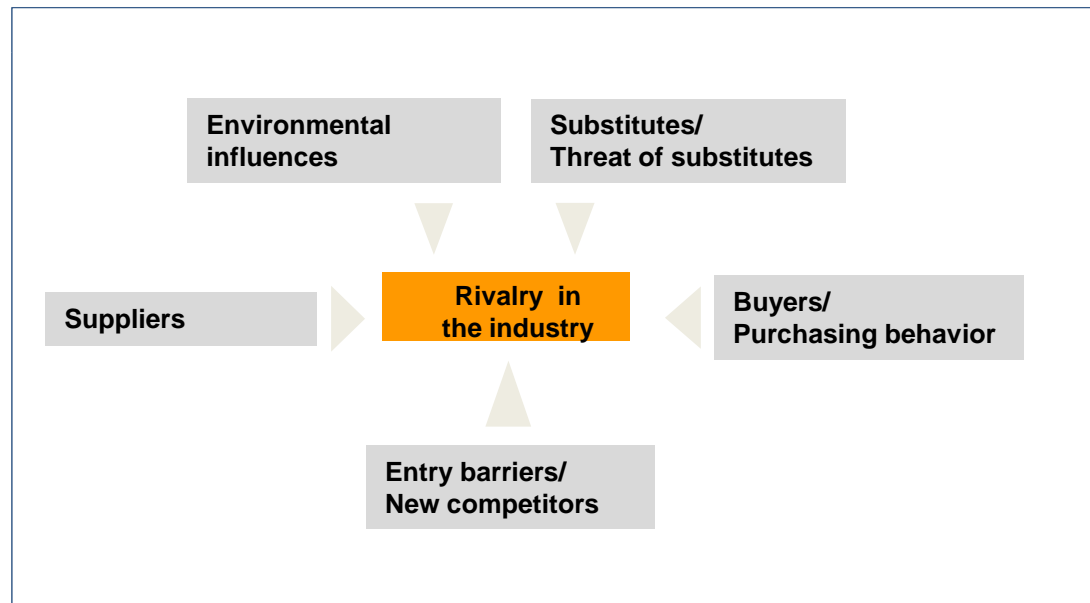 Environmental
influences
Substitutes/
Threat of substitutes
Suppliers
Rivalry in
the industry
Buyers/
Purchasing behavior
Entry barriers/
New competitors